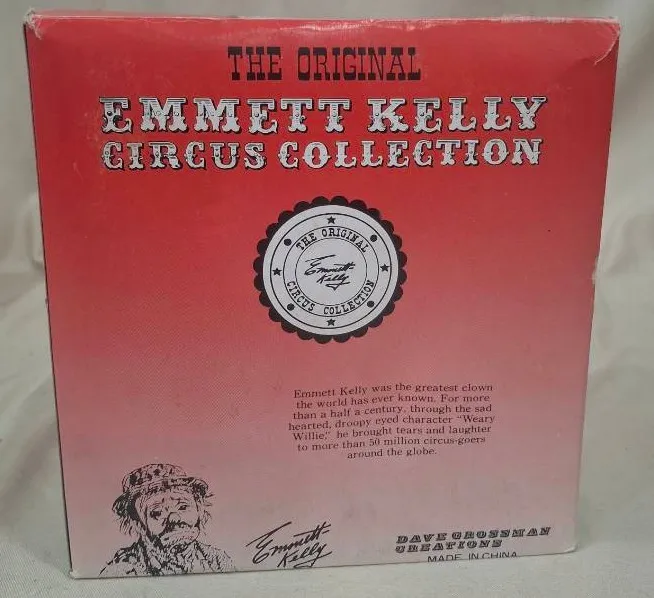 THE ORIGINAL
EMMETT KELLY
CIRCUS COLLECTION
THE ORIGINAL
Emmett
Kelly
CIRCUS COLLECTION
Emmett Kelly was the greatest clown
the world has ever known. For more
than a half a century, through the sad
hearted, droopy eyed character "Weary
Willie," he brought tears and laughter
to more than 50 million circus-goers
around the globe.
Emmett
Kelly
DAVE GROSSMAN
CREATIONS
MADE IN CHINA